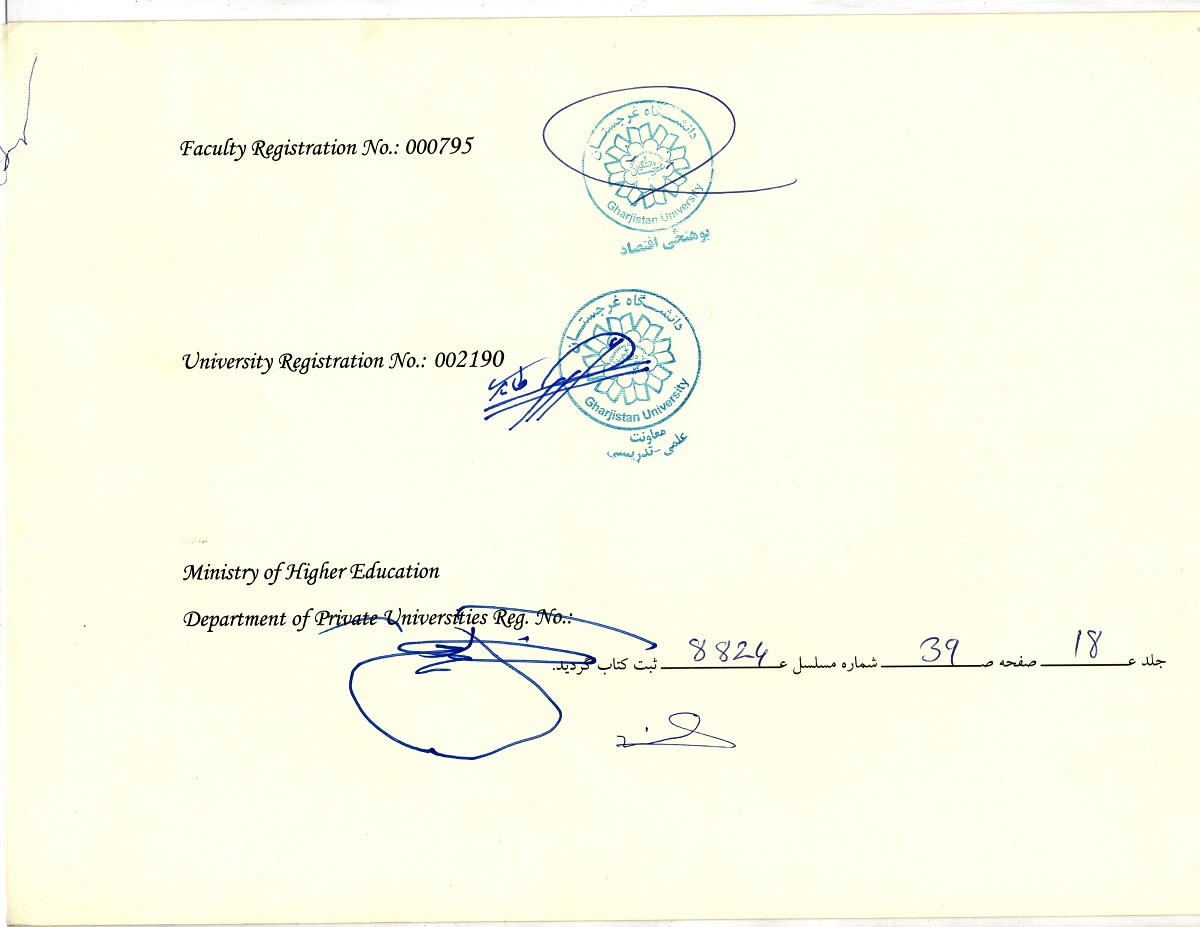 Faculty Registration No.: 000795
دانشگاه غرجستان
Gharjistan University
پوهنځی اقتصاد
University Registration No.: 002190
دانشگاه غرجستان
Gharjistan University
معاونت
علمی - تدریسی
Ministry of Higher Education
Department of Private Universities Reg. No.:
جلد ع 18 صفحه ص 39 شماره مسلسل ع 8824 ثبت کتاب گردید.